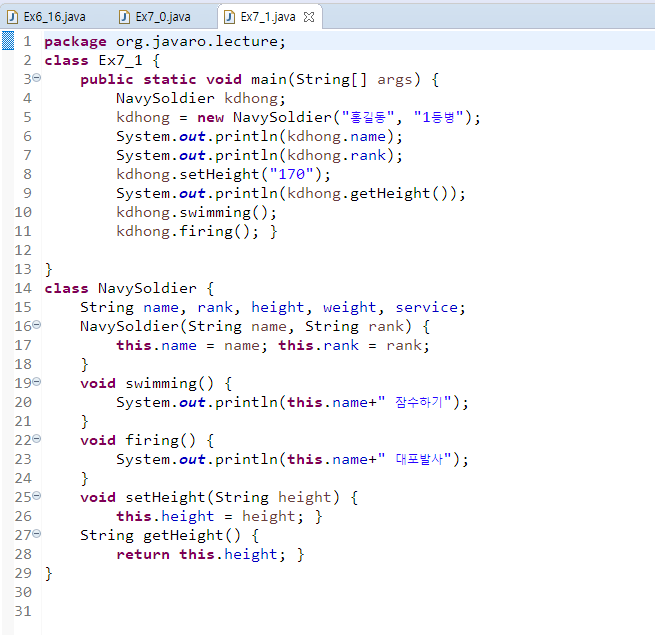 Ex6_16.java Ex7_0.java Ex7_1.java
1 package org.javaro.lecture;
2 class Ex7_1 {
3 public static void main(String[] args) {
4 NavySoldier kdhong;
5 kdhong = new NavySoldier("홍길동", "1등병");
6 System.out.println(kdhong.name);
7 System.out.println(kdhong.rank);
8 kdhong.setHeight("170");
9 System.out.println(kdhong.getHeight());
10 kdhong.swimming();
11 kdhong.firing(); }
12
13 }
14 class NavySoldier {
15 String name, rank, height, weight, service;
16 NavySoldier(String name, String rank) {
17 this.name = name; this.rank = rank;
18 }
19 void swimming() {
20 System.out.println(this.name+" 잠수하기");
21 }
22 void firing() {
23 System.out.println(this.name+" 대포발사");
24 }
25 void setHeight(String height) {
26 this.height = height; }
27 String getHeight() {
28 return this.height; }
29 }
30
31